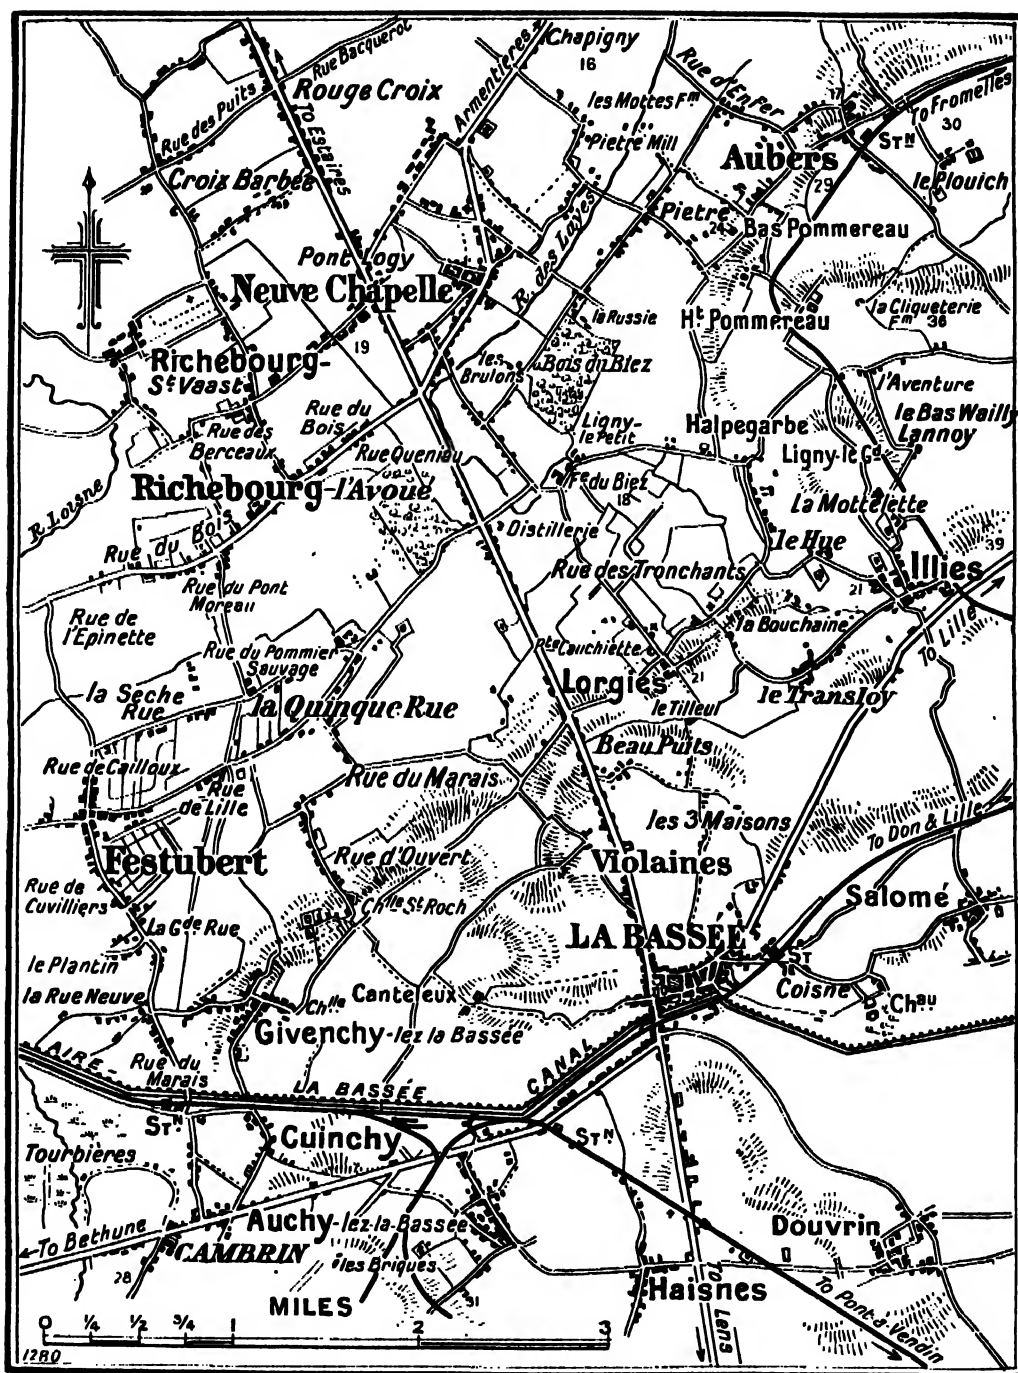 Rue Bacquerot
Chapigny
16
Rue d'Enfer
17
Rouge Croix
Armentieres
les Mottes Fm
To Fromelles
30
Rue des Puits
To Estaires
Pietre Mill
Aubers
STN
Croix Barbée
29
le Plouich
Pietre
24
Bas Pommereau
Pont Logy
R. des Layes
Neuve Chapelle
la Russie
Ht Pommereau
la Cliqueterie
Fm 36
Richebourg-
St Vaast
19
les
Brulons
Bois du Biez
l'Aventure
Rue du
Bois
Ligny-
le Petit
Halpegarbe
le Bas Wailly
Lannoy
Rue des
Berceaux
Rue Queniau
Ligny-le-Gd
Richebourg-l'Avoué
Fe du Biez
18
La Mottelette
R. Loisne
Distillerie
Rue du Bois
le Hue
39
Rue des Tronchants
Illies
21
Rue du Pont
Moreau
Rue de
l'Epinette
la Bouchaine
To Lille
Rue du Pommier
Sauvage
Pte Cauchiette
la Seche
Rue
Lorgies
21
le Transloy
la Quinque Rue
le Tilleul
Beau Puits
Rue de Cailloux
Rue du Marais
Rue
de Lille
les 3 Maisons
To Don & Lille
Festubert
Rue d'Ouvert
Violaines
Rue de
Cuvilliers
Salomé
Chlle St Roch
La Gde Rue
LA BASSÉE
le Plantin
ST
Coisne
la Rue Neuve
Chlle
Canteleux
Chau
Givenchy-lez la Bassée
AIRE-
Rue du
Marais
LA BASSÉE
CANAL
STN
Cuinchy
STN
Tourbières
Auchy-lez-la-Bassée
Douvrin
To Bethune
CAMBRIN
les Briques
28
Haisnes
MILES
31
To Lens
To Pont-à-Vendin
0 ¼ ½ ¾ 1 2 3
1280